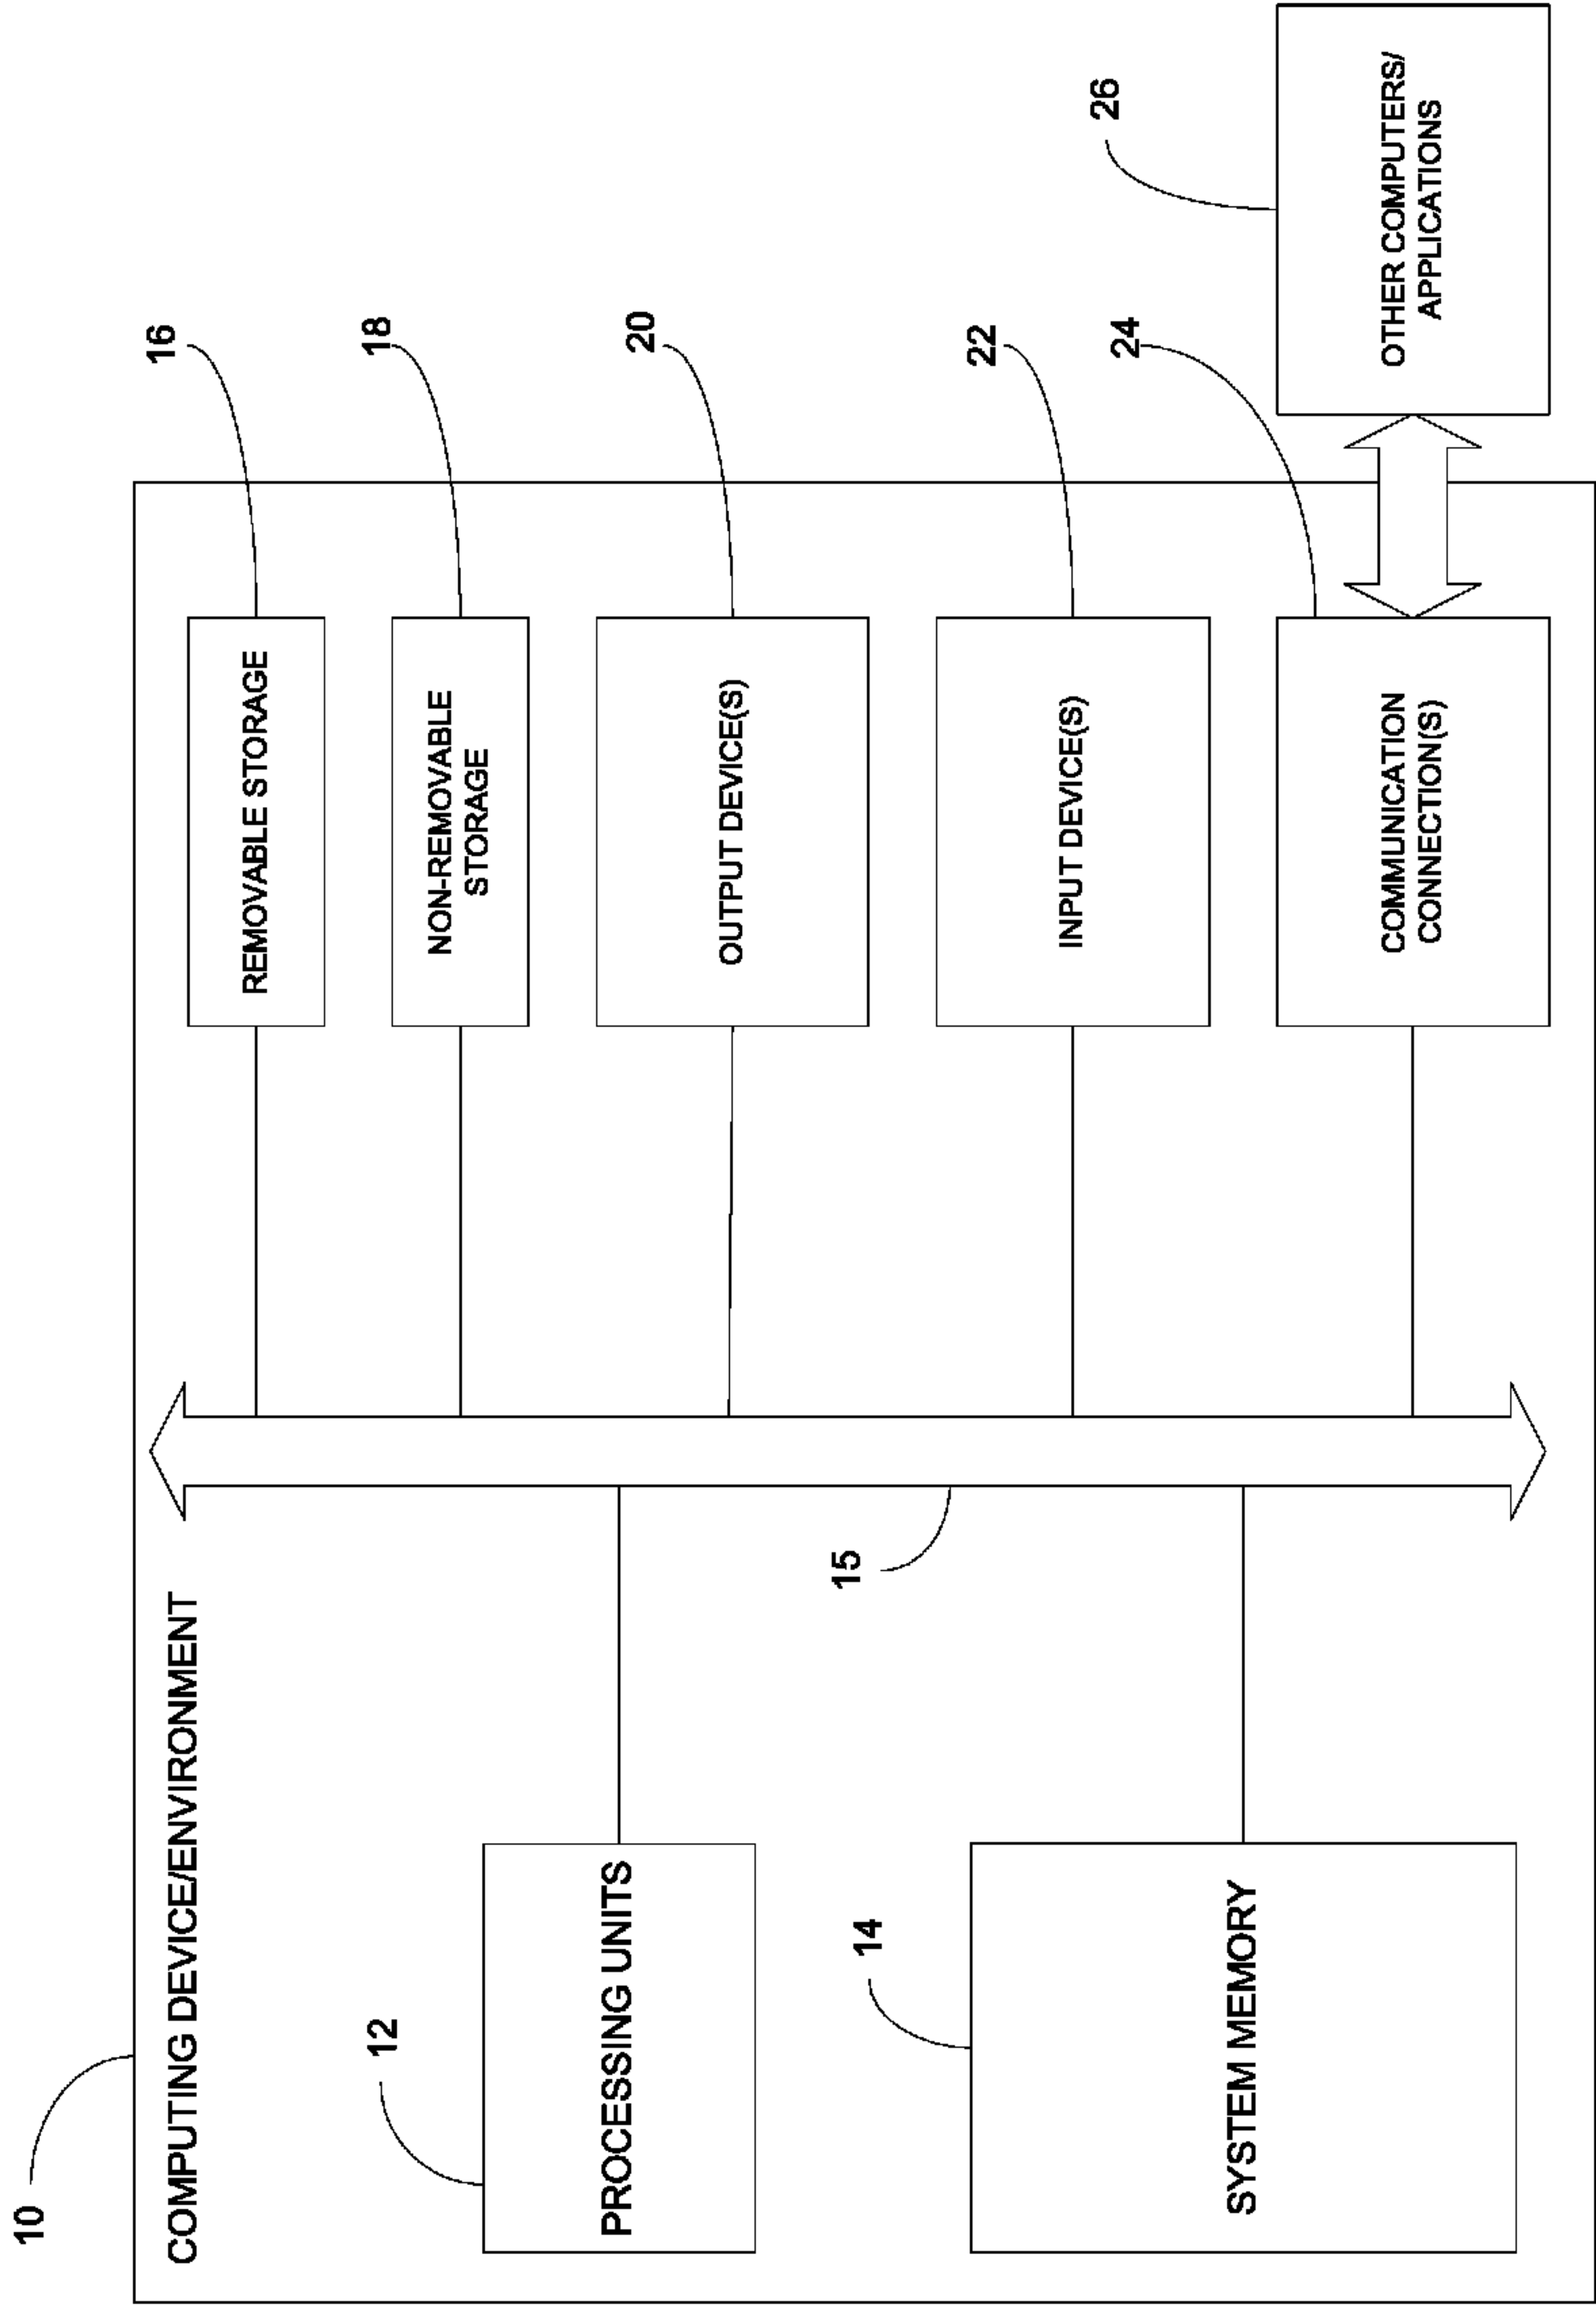 10
COMPUTING DEVICE/ENVIRONMENT
16
REMOVABLE STORAGE
18
NON-REMOVABLE
STORAGE
12
PROCESSING UNITS
20
OUTPUT DEVICE(S)
15
22
INPUT DEVICE(S)
14
SYSTEM MEMORY
24
COMMUNICATION
CONNECTION(S)
26
OTHER COMPUTERS/
APPLICATIONS